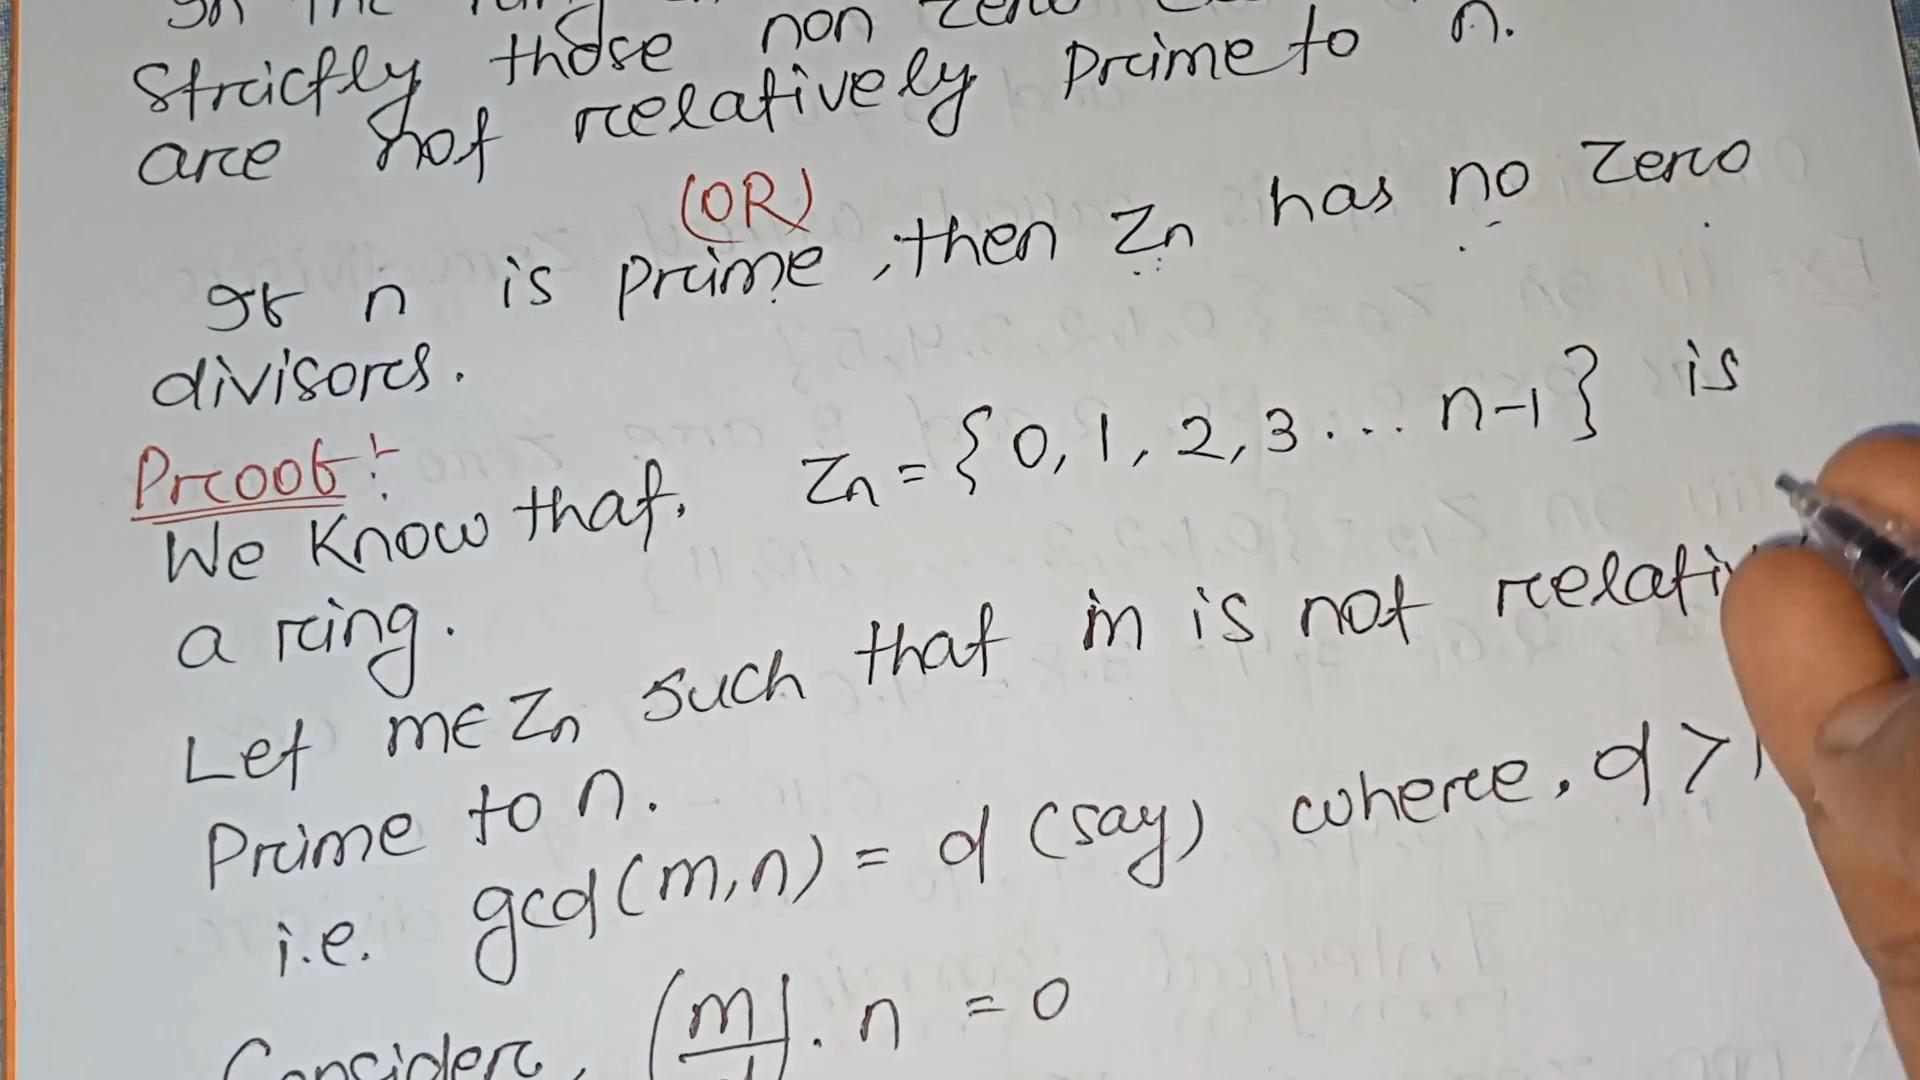 Strictly those non zero
are not relatively Prime to n.
(OR)
If n is prime, then Zn has no zero
divisors.
Proof:
We know that, Zn = {0, 1, 2, 3... n-1} is
a ring.
Let m∈Zn such that m is not
Prime to n.
i.e. gcd(m,n) = d (say) where, d >1
Consider, (m/d). n = 0